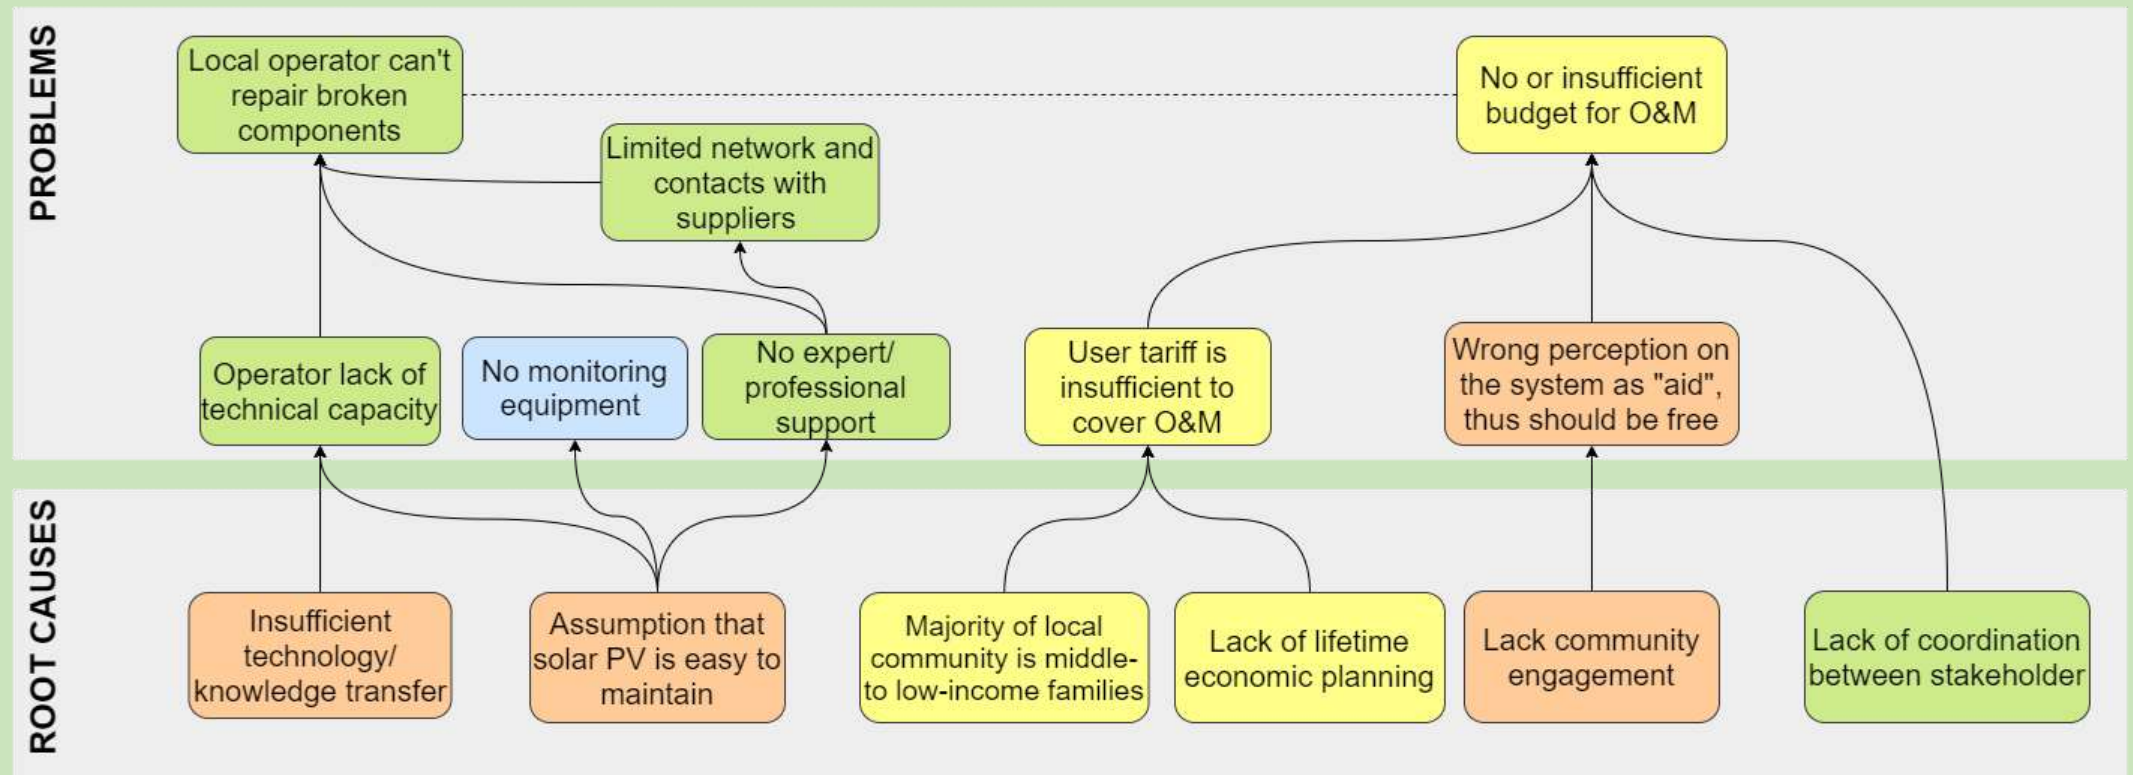 PROBLEMS
Local operator can't
repair broken
components
No or insufficient
budget for O&M
Limited network and
contacts with
suppliers
Operator lack of
technical capacity
No monitoring
equipment
No expert/
professional
support
User tariff is
insufficient to
cover O&M
Wrong perception on
the system as "aid",
thus should be free
ROOT CAUSES
Insufficient
technology/
knowledge transfer
Assumption that
solar PV is easy to
maintain
Majority of local
community is middle-
to low-income families
Lack of lifetime
economic planning
Lack community
engagement
Lack of coordination
between stakeholder